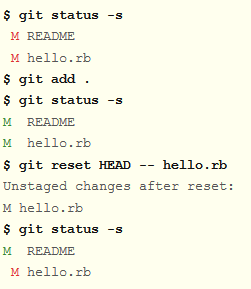 $ git status -s
 M README
 M hello.rb
$ git add .
$ git status -s
M  README
M  hello.rb
$ git reset HEAD -- hello.rb
Unstaged changes after reset:
M hello.rb
$ git status -s
M  README
 M hello.rb